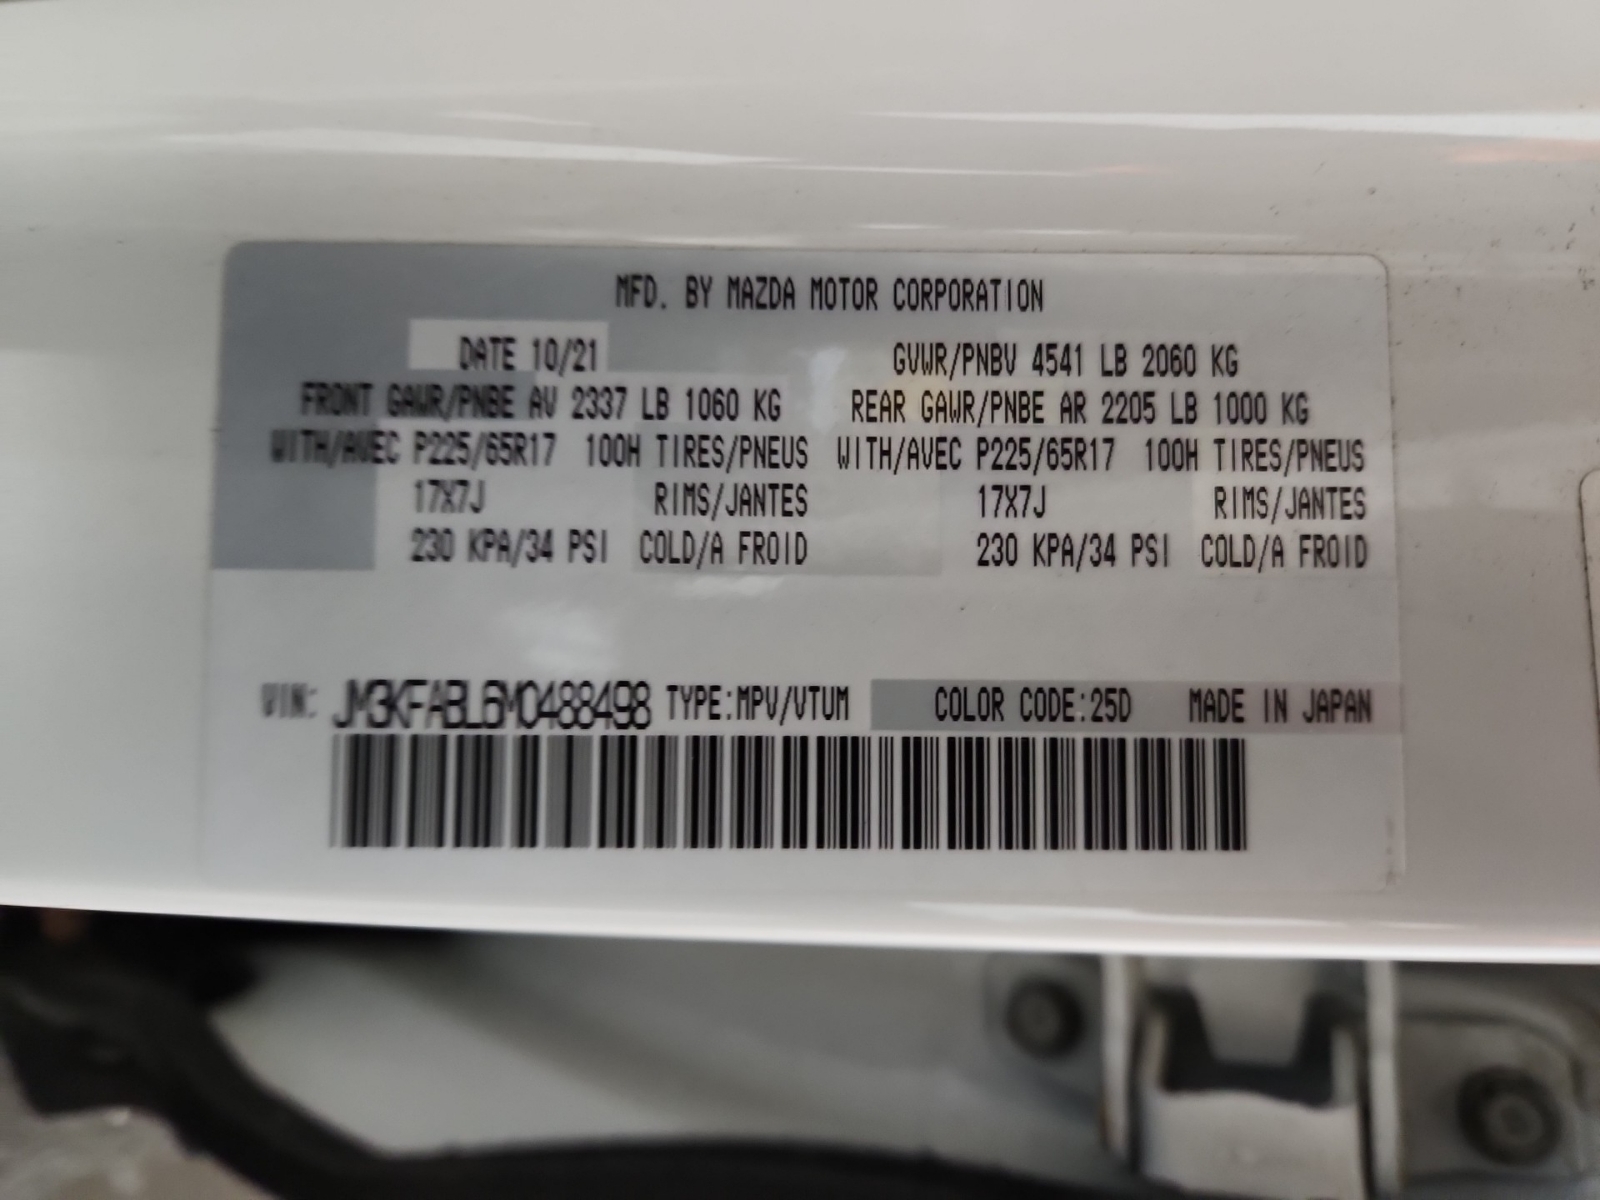 MFD. BY MAZDA MOTOR CORPORATION
DATE 10/21 GVWR/PNBV 4541 LB 2060 KG
FRONT GAWR/PNBE AV 2337 LB 1060 KG REAR GAWR/PNBE AR 2205 LB 1000 KG
WITH/AVEC P225/65R17 100H TIRES/PNEUS WITH/AVEC P225/65R17 100H TIRES/PNEUS
17X7J RIMS/JANTES 17X7J RIMS/JANTES
230 KPA/34 PSI COLD/A FROID 230 KPA/34 PSI COLD/A FROID
VIN: JM3KFABL6M0488498 TYPE:MPV/VTUM COLOR CODE:25D MADE IN JAPAN